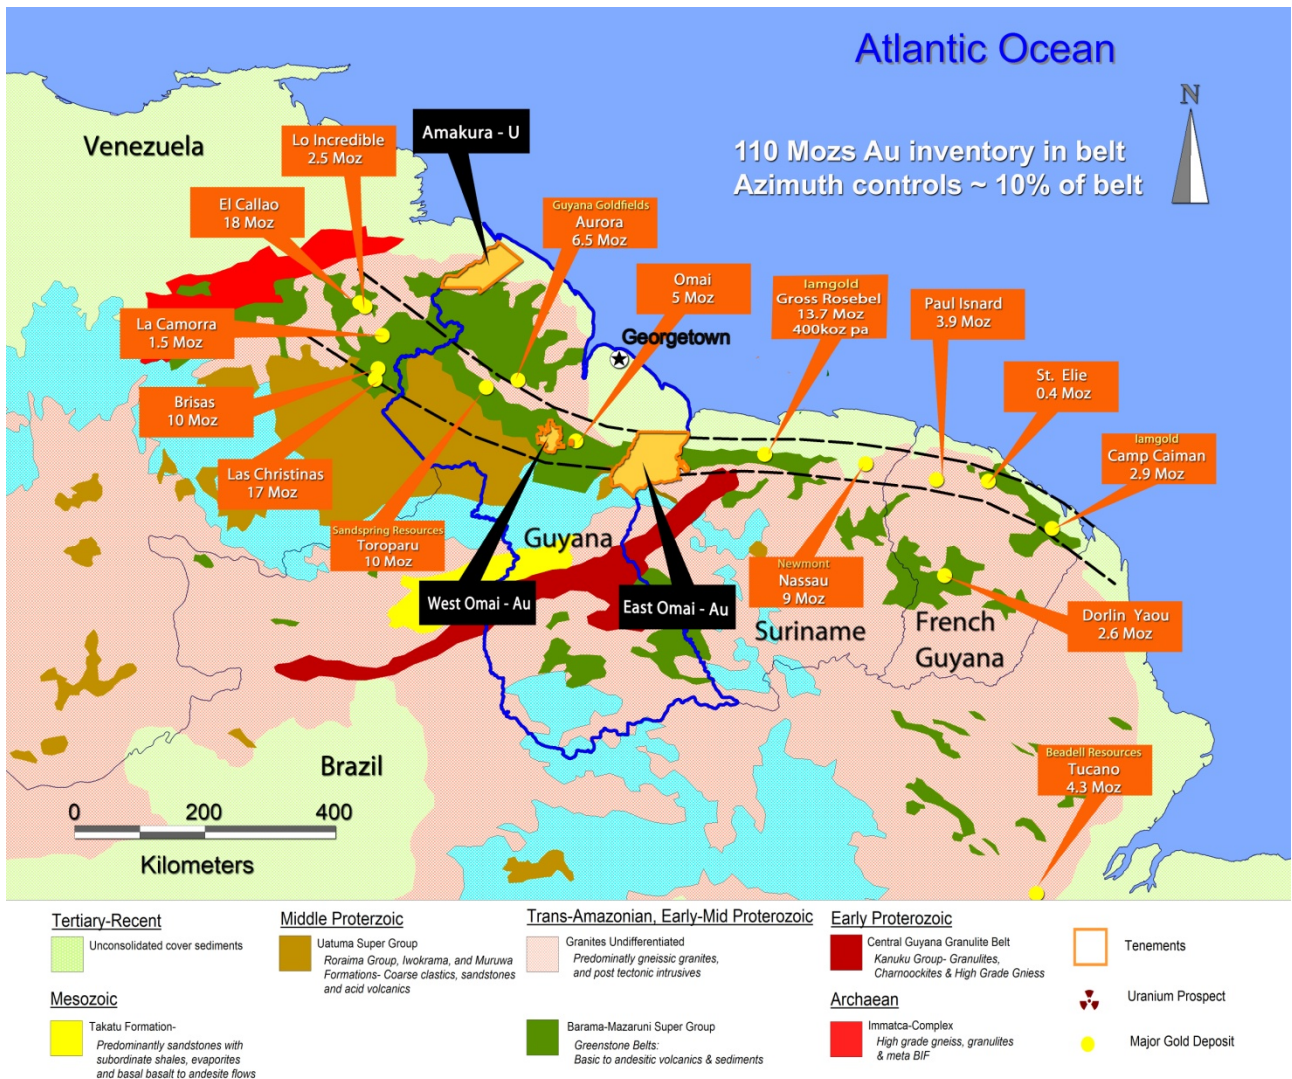 Atlantic Ocean
N
110 Mozs Au inventory in belt
Azimuth controls ~ 10% of belt
Venezuela
Lo Incredible
2.5 Moz
Amakura - U
El Callao
18 Moz
Guyana Goldfields
Aurora
6.5 Moz
Omai
5 Moz
Iamgold
Gross Rosebel
13.7 Moz
400koz pa
Paul Isnard
3.9 Moz
La Camorra
1.5 Moz
Georgetown
St. Elie
0.4 Moz
Brisas
10 Moz
Iamgold
Camp Caiman
2.9 Moz
Las Christinas
17 Moz
Sandspring Resources
Toroparu
10 Moz
Guyana
West Omai - Au
East Omai - Au
Newmont
Nassau
9 Moz
Suriname
French
Guyana
Dorlin Yaou
2.6 Moz
Brazil
Beadell Resources
Tucano
4.3 Moz
0 200 400
Kilometers
Tertiary-Recent
Unconsolidated cover sediments
Mesozoic
Takatu Formation-
Predominantly sandstones with
subordinate shales, evaporites
and basal basalt to andesite flows
Middle Proterzoic
Uatuma Super Group
Roraima Group, Iwokrama, and Muruwa
Formations- Coarse clastics, sandstones
and acid volcanics
Trans-Amazonian, Early-Mid Proterozoic
Granites Undifferentiated
Predominatly gneissic granites,
and post tectonic intrusives
Barama-Mazaruni Super Group
Greenstone Belts:
Basic to andesitic volcanics & sediments
Early Proterozoic
Central Guyana Granulite Belt
Kanuku Group- Granulites,
Charnoockites & High Grade Gniess
Archaean
Immatca-Complex
High grade gneiss, granulites
& meta BIF
Tenements
Uranium Prospect
Major Gold Deposit